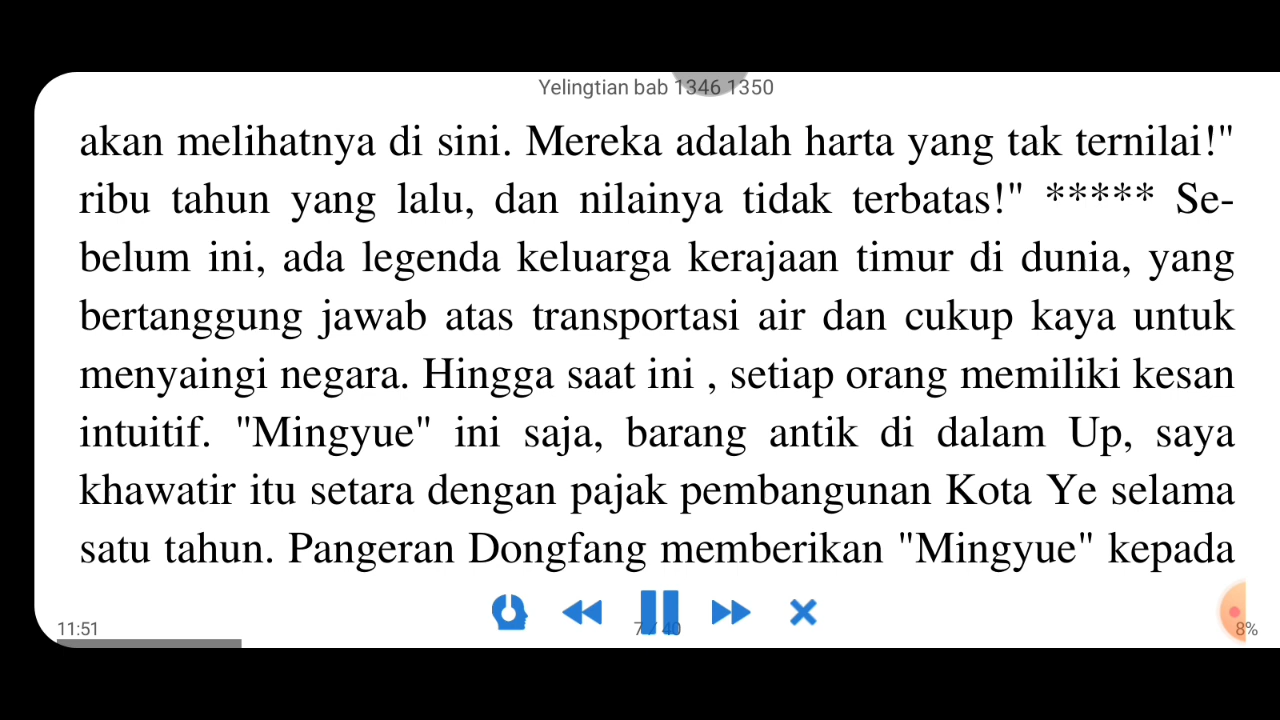 Yelingtian bab 1346 1350
akan melihatnya di sini. Mereka adalah harta yang tak ternilai!"
ribu tahun yang lalu, dan nilainya tidak terbatas!" ***** Se-
belum ini, ada legenda keluarga kerajaan timur di dunia, yang
bertanggung jawab atas transportasi air dan cukup kaya untuk
menyaingi negara. Hingga saat ini , setiap orang memiliki kesan
intuitif. "Mingyue" ini saja, barang antik di dalam Up, saya
khawatir itu setara dengan pajak pembangunan Kota Ye selama
satu tahun. Pangeran Dongfang memberikan "Mingyue" kepada
11:51
7 / 40
8%